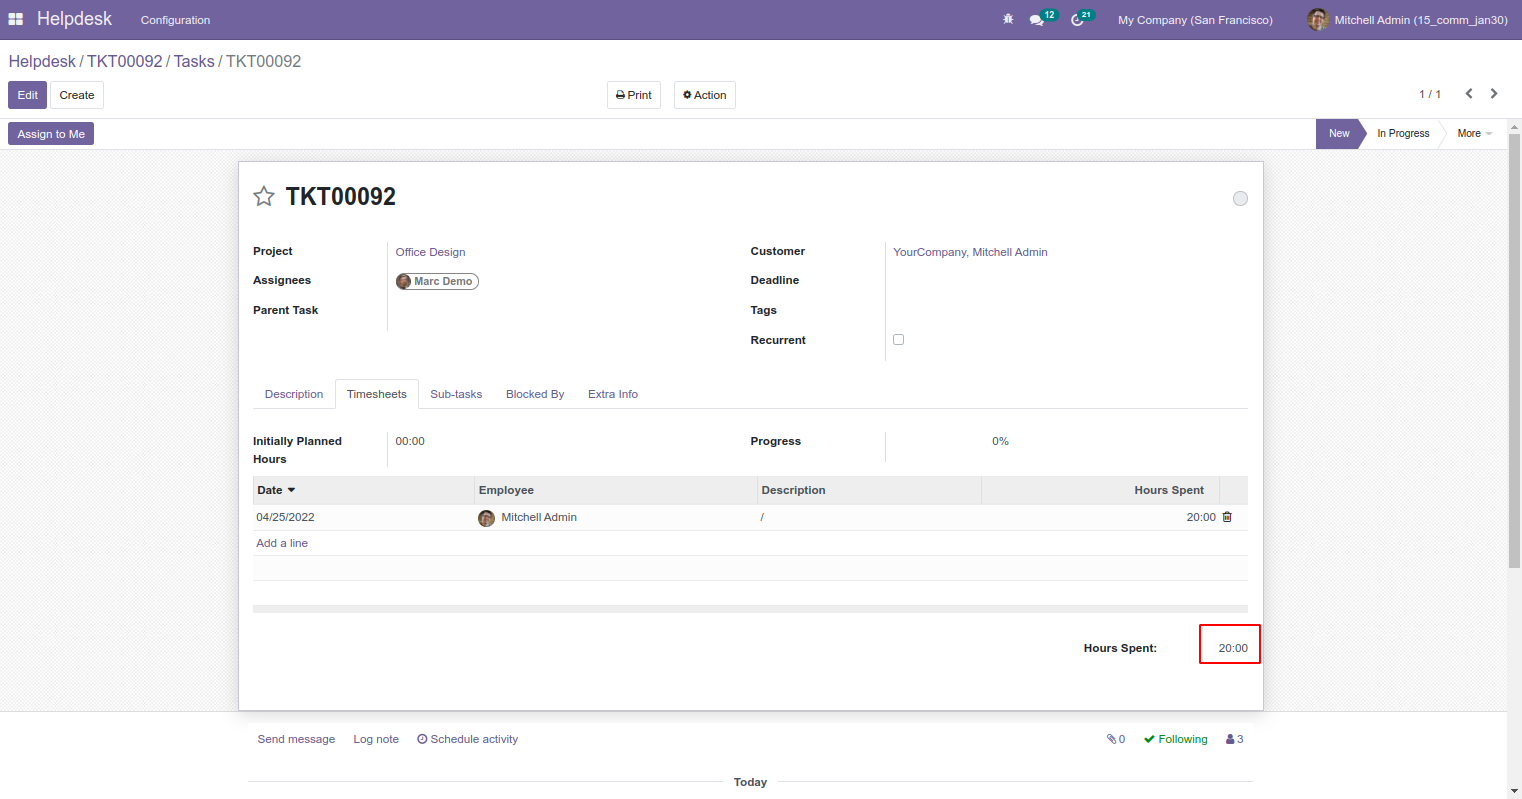 Helpdesk Configuration 12 21 My Company (San Francisco) Mitchell Admin (15_comm_jan30)
Helpdesk / TKT00092 / Tasks / TKT00092
Edit Create Print Action 1 / 1
Assign to Me New In Progress More
TKT00092
Project Office Design Customer YourCompany, Mitchell Admin
Assignees Marc Demo Deadline
Parent Task Tags
Recurrent
Description Timesheets Sub-tasks Blocked By Extra Info
Initially Planned 00:00 Progress 0%
Hours
Date Employee Description Hours Spent
04/25/2022 Mitchell Admin / 20:00
Add a line
Hours Spent: 20:00
Send message Log note Schedule activity 0 Following 3
Today